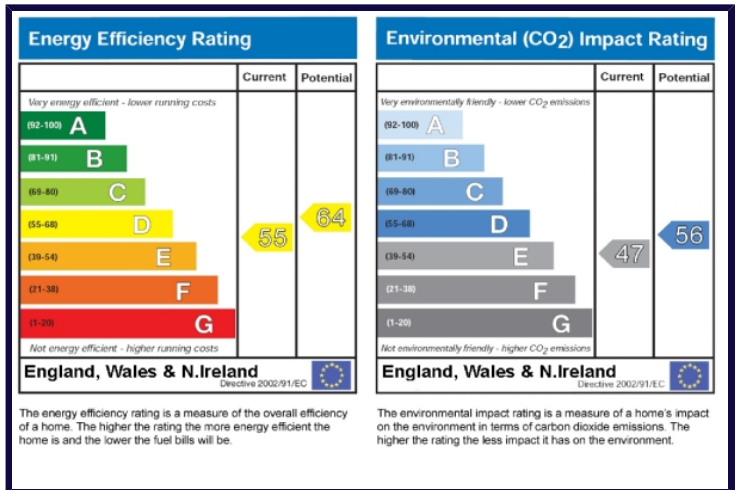 Energy Efficiency Rating
Current Potential
Very energy efficient - lower running costs
(92-100) A
(81-91) B
(69-80) C
(55-68) D
(39-54) E
(21-38) F
(1-20) G
55
64
Not energy efficient - higher running costs
England, Wales & N.Ireland
Directive 2002/91/EC
The energy efficiency rating is a measure of the overall efficiency
of a home. The higher the rating the more energy efficient the
home is and the lower the fuel bills will be.
Environmental (CO2) Impact Rating
Current Potential
Very environmentally friendly - lower CO2 emissions
(92-100) A
(81-91) B
(69-80) C
(55-68) D
(39-54) E
(21-38) F
(1-20) G
47
56
Not environmentally friendly - higher CO2 emissions
England, Wales & N.Ireland
Directive 2002/91/EC
The environmental impact rating is a measure of a home's impact
on the environment in terms of carbon dioxide emissions. The
higher the rating the less impact it has on the environment.